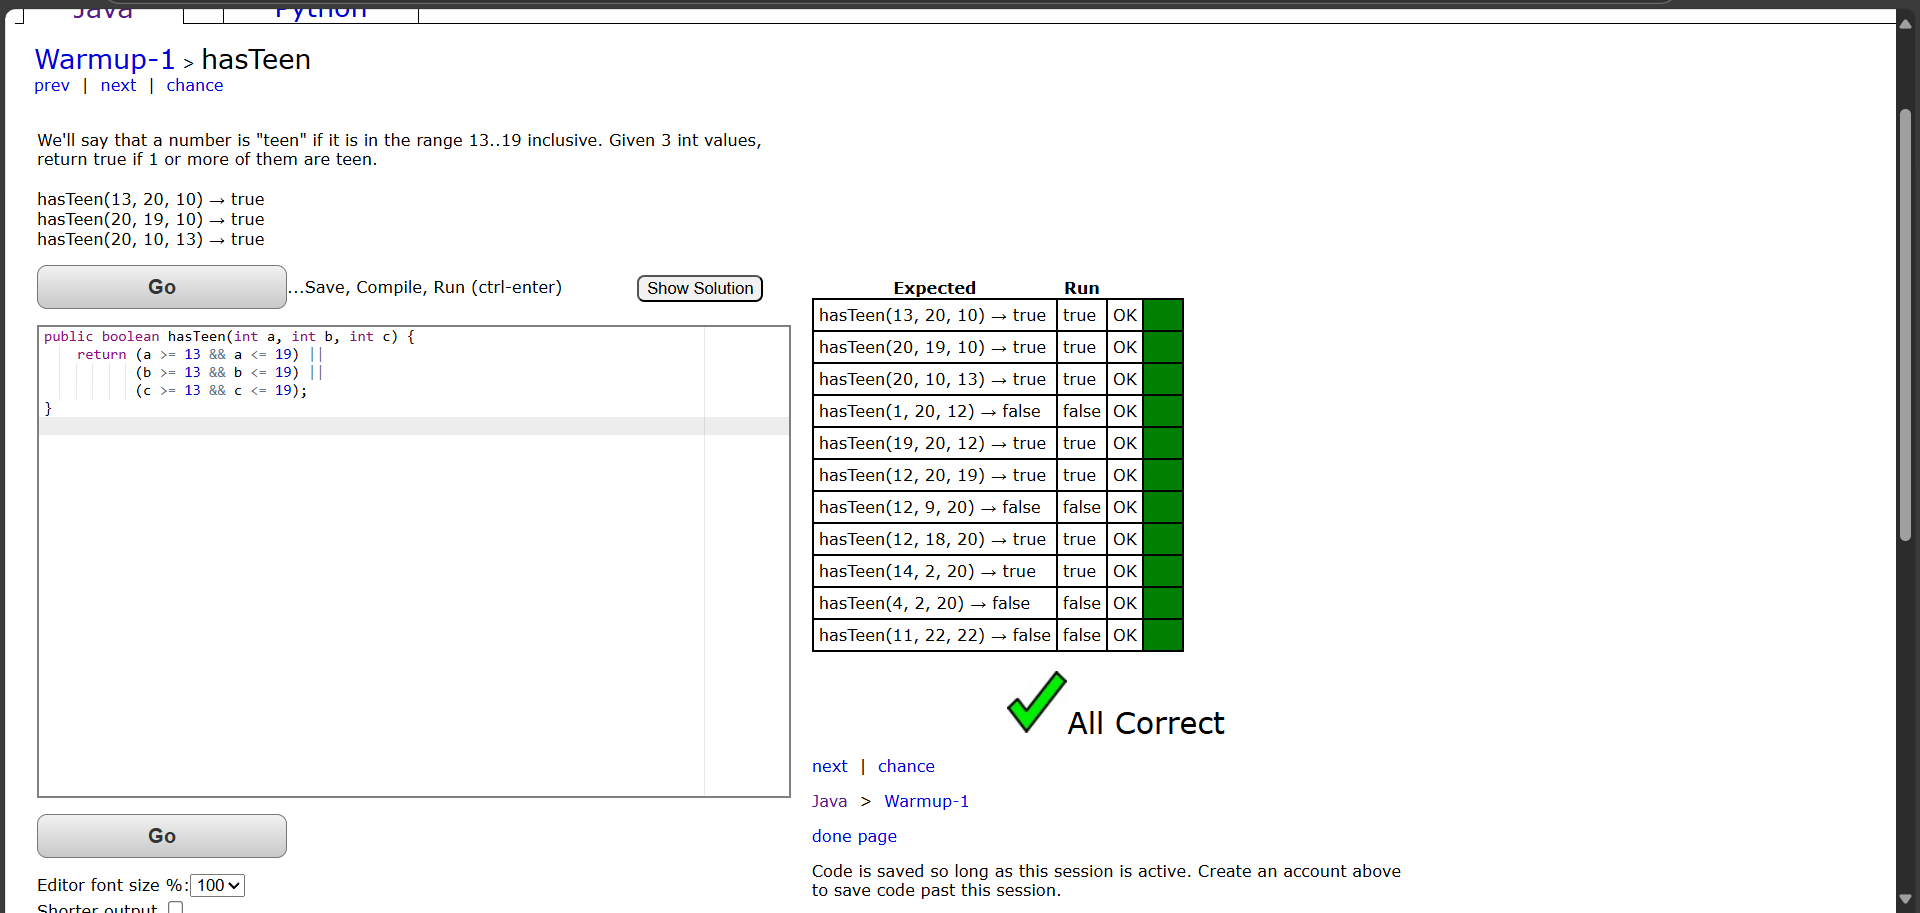 Java
Python
Warmup-1 > hasTeen
prev | next | chance
We'll say that a number is "teen" if it is in the range 13..19 inclusive. Given 3 int values,
return true if 1 or more of them are teen.
hasTeen(13, 20, 10) → true
hasTeen(20, 19, 10) → true
hasTeen(20, 10, 13) → true
Go ...Save, Compile, Run (ctrl-enter) Show Solution
public boolean hasTeen(int a, int b, int c) {
    return (a >= 13 && a <= 19) ||
           (b >= 13 && b <= 19) ||
           (c >= 13 && c <= 19);
}
Go
Editor font size %: 100
Shorter output
Expected Run
hasTeen(13, 20, 10) → true true OK
hasTeen(20, 19, 10) → true true OK
hasTeen(20, 10, 13) → true true OK
hasTeen(1, 20, 12) → false false OK
hasTeen(19, 20, 12) → true true OK
hasTeen(12, 20, 19) → true true OK
hasTeen(12, 9, 20) → false false OK
hasTeen(12, 18, 20) → true true OK
hasTeen(14, 2, 20) → true true OK
hasTeen(4, 2, 20) → false false OK
hasTeen(11, 22, 22) → false false OK
All Correct
next | chance
Java > Warmup-1
done page
Code is saved so long as this session is active. Create an account above
to save code past this session.